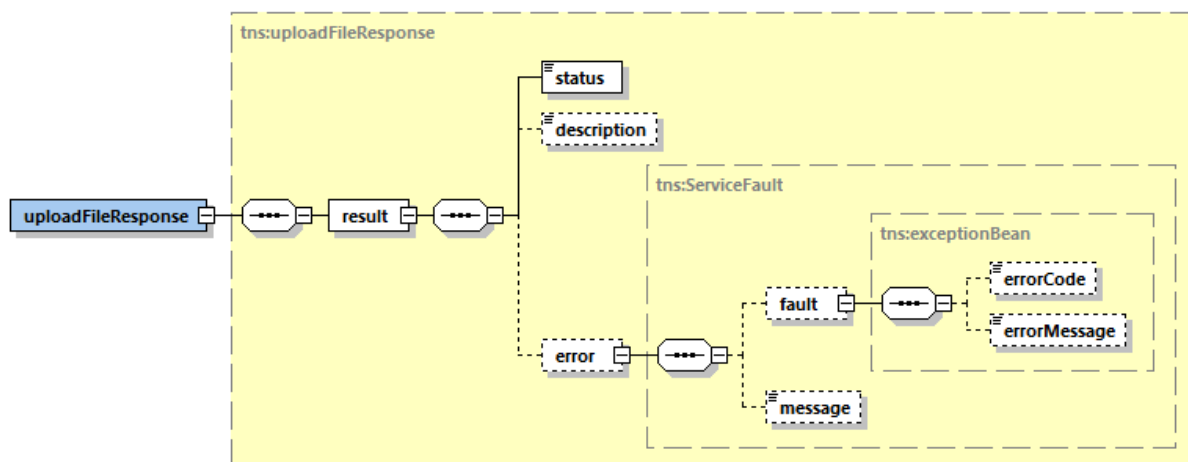 tns:uploadFileResponse
status
description
tns:ServiceFault
uploadFileResponse
result
tns:exceptionBean
errorCode
fault
errorMessage
error
message